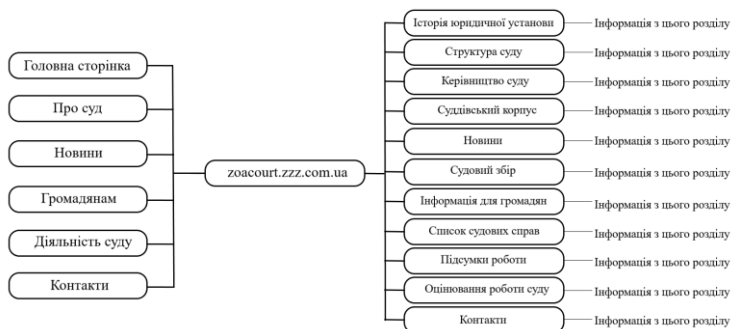 Головна сторінка
Про суд
Новини
Громадянам
Діяльність суду
Контакти
zoacourt.zzz.com.ua
Історія юридичної установи Інформація з цього розділу
Структура суду Інформація з цього розділу
Керівництво суду Інформація з цього розділу
Суддівський корпус Інформація з цього розділу
Новини Інформація з цього розділу
Судовий збір Інформація з цього розділу
Інформація для громадян Інформація з цього розділу
Список судових справ Інформація з цього розділу
Підсумки роботи Інформація з цього розділу
Оцінювання роботи суду Інформація з цього розділу
Контакти Інформація з цього розділу